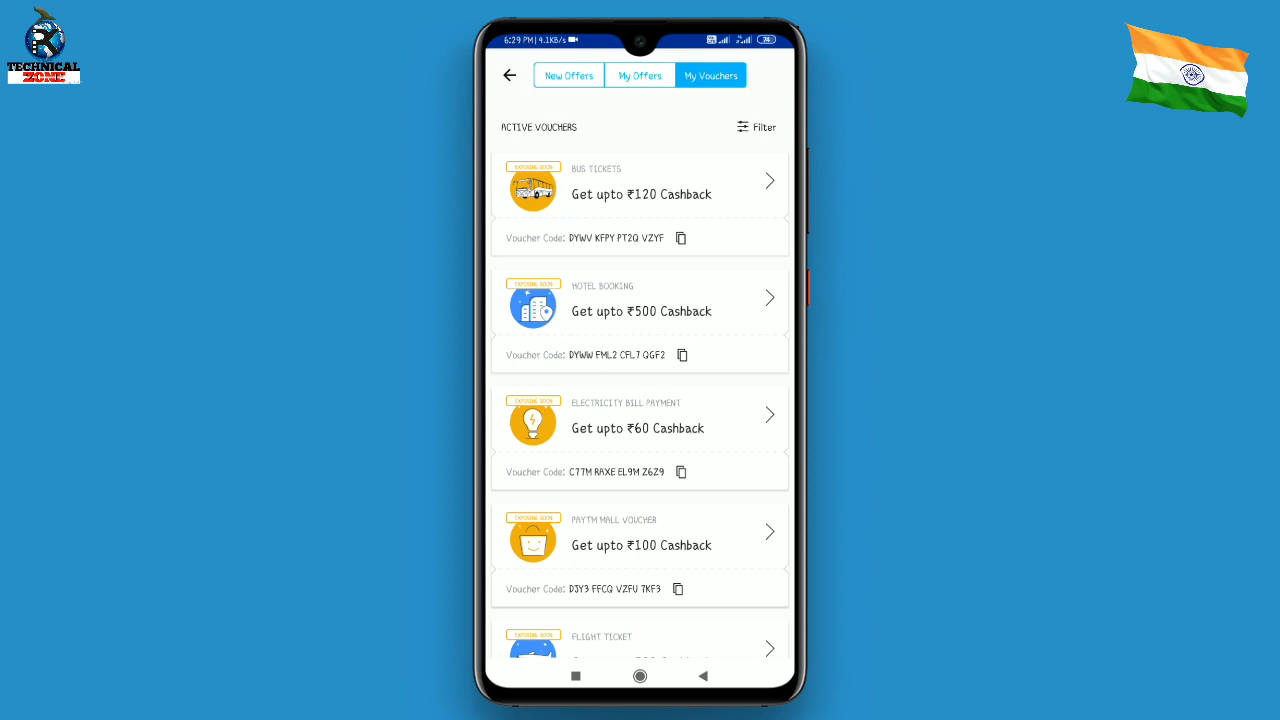 TECHNICAL
ZONE
6:29 PM | 4.1KB/s
74
New Offers
My Offers
My Vouchers
ACTIVE VOUCHERS
Filter
EXPIRING SOON
BUS TICKETS
Get upto ₹120 Cashback
Voucher Code: DYWV KFPY PT2Q VZYF
EXPIRING SOON
HOTEL BOOKING
Get upto ₹500 Cashback
Voucher Code: DYWW FML2 CFL7 QGF2
EXPIRING SOON
ELECTRICITY BILL PAYMENT
Get upto ₹60 Cashback
Voucher Code: C77M RAXE EL9M Z6Z9
EXPIRING SOON
PAYTM MALL VOUCHER
Get upto ₹100 Cashback
Voucher Code: DJY3 FFCQ VZFU 7KF3
EXPIRING SOON
FLIGHT TICKET